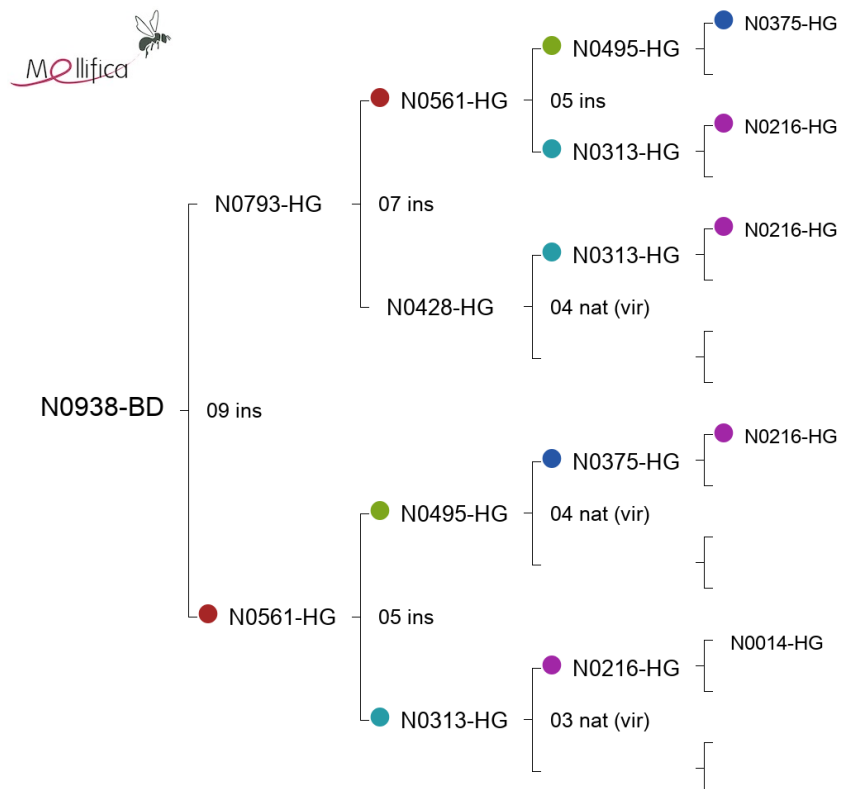 Mellifica
N0375-HG
N0495-HG
N0561-HG
05 ins
N0216-HG
N0313-HG
N0793-HG
07 ins
N0216-HG
N0313-HG
N0428-HG
04 nat (vir)
N0938-BD
09 ins
N0216-HG
N0375-HG
N0495-HG
04 nat (vir)
N0561-HG
05 ins
N0014-HG
N0216-HG
N0313-HG
03 nat (vir)